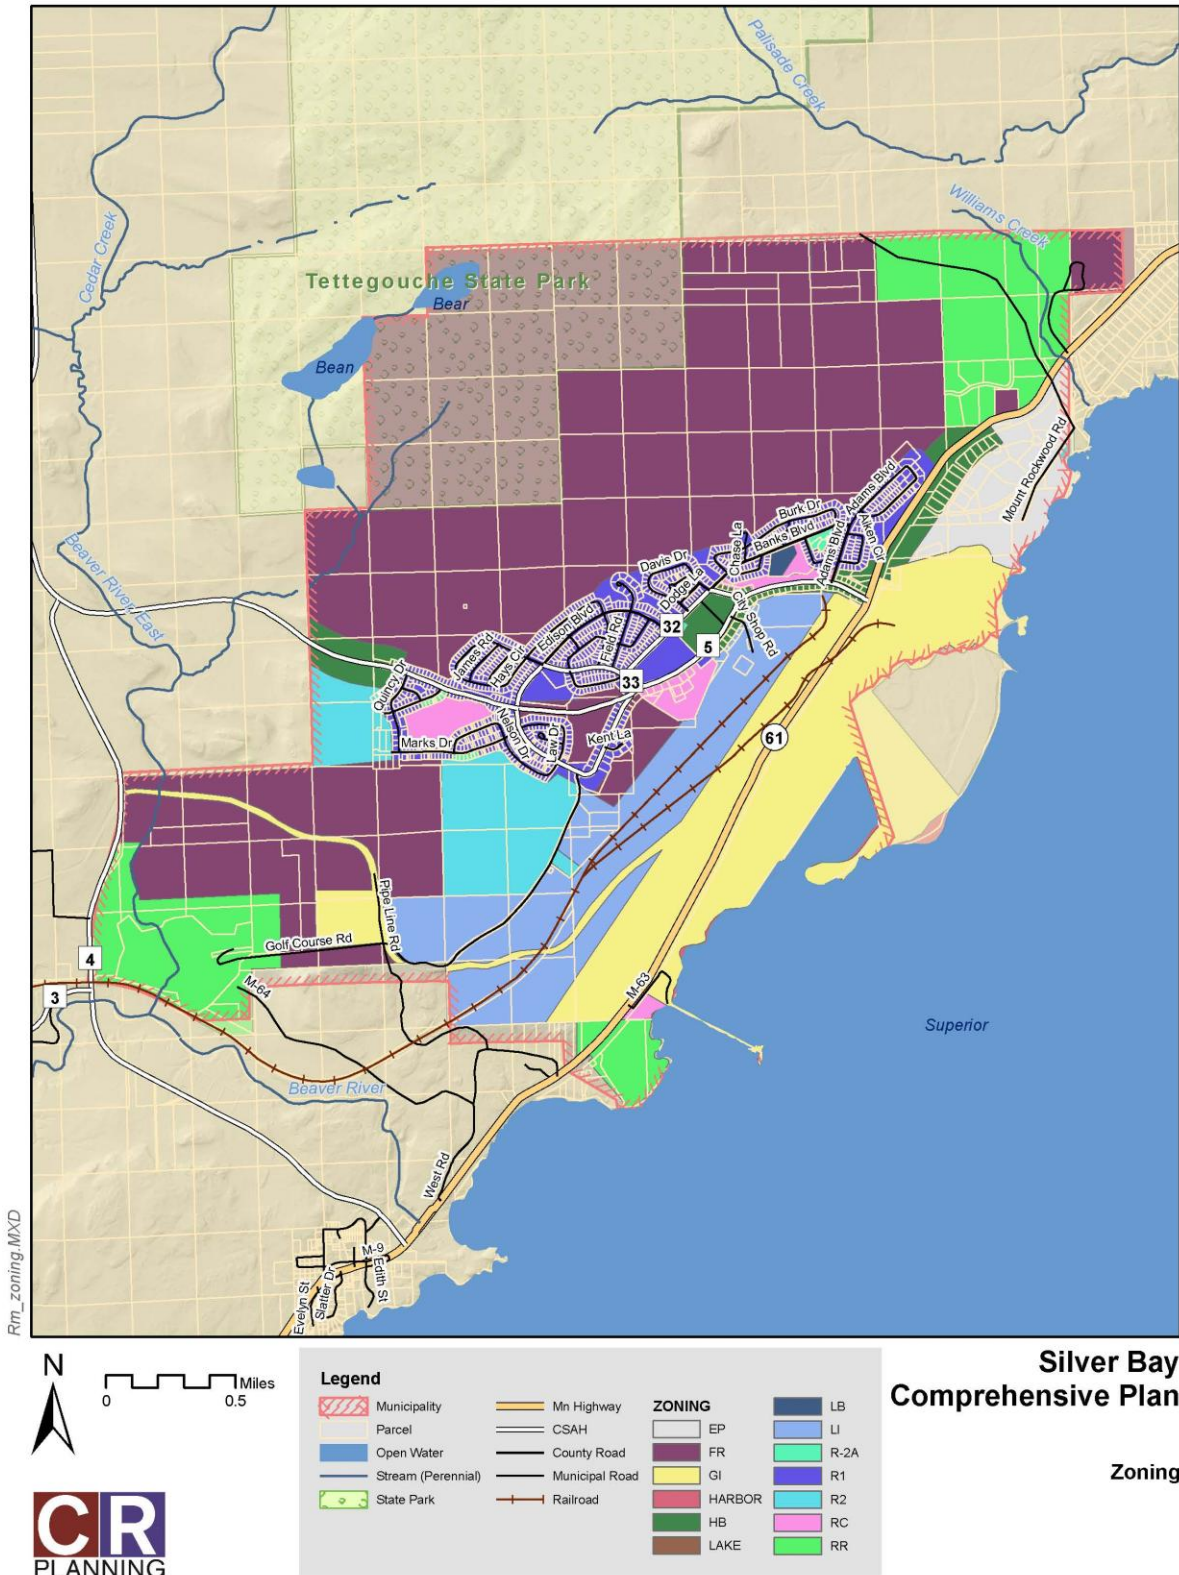 Palisade Creek
Williams Creek
Cedar Creek
Tettegouche State Park
Bear
Bean
Mount Rockwood Rd
Beaver River East
Adams Blvd
Burk Dr
Banks Blvd
Aiken Cir
Adams Blvd
Chase La
Davis Dr
Dodge La
City Shop Rd
Edison Blvd
Field Rd
32
5
James Rd
Hays Cir
33
Quincy Dr
Nelson Dr
Law Dr
Kent La
Marks Dr
61
Pipe Line Rd
Golf Course Rd
4
3
M-64
M-63
Superior
Beaver River
West Rd
M-9
Edith St
Slatter Dr
Evelyn St
Rm_zoning.MXD
N
Miles
0 0.5
Silver Bay
Comprehensive Plan
Zoning
Legend
Municipality
Parcel
Open Water
Stream (Perennial)
State Park
Mn Highway
CSAH
County Road
Municipal Road
Railroad
ZONING
EP
FR
GI
HARBOR
HB
LAKE
LB
LI
R-2A
R1
R2
RC
RR
CR
PLANNING